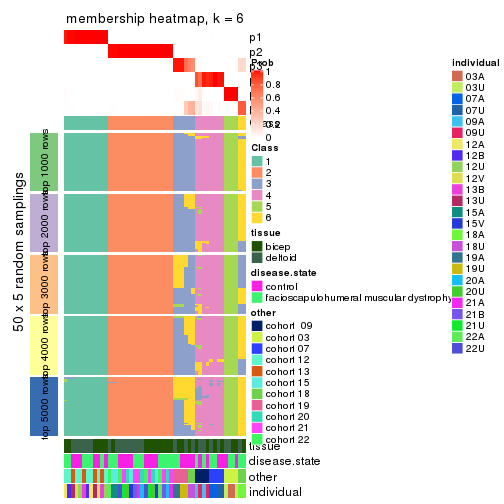 membership heatmap, k = 6
p1
p2
Prob
1
0.8
0.6
0.4
0.2
0
Class
1
2
3
4
5
6
tissue
bicep
deltoid
disease.state
control
facioscapulohumeral muscular dystrophy
other
cohort 09
cohort 03
cohort 07
cohort 12
cohort 13
cohort 15
cohort 18
cohort 19
cohort 20
cohort 21
cohort 22
individual
03A
03U
07A
07U
09A
09U
12A
12B
12U
12V
13B
13U
15A
15V
18A
18U
19A
19U
20A
20U
21A
21B
21U
22A
22U
50 x 5 random samplings
top 1000 rows
top 2000 rows
top 3000 rows
top 4000 rows
top 5000 rows
tissue
disease.state
other
individual